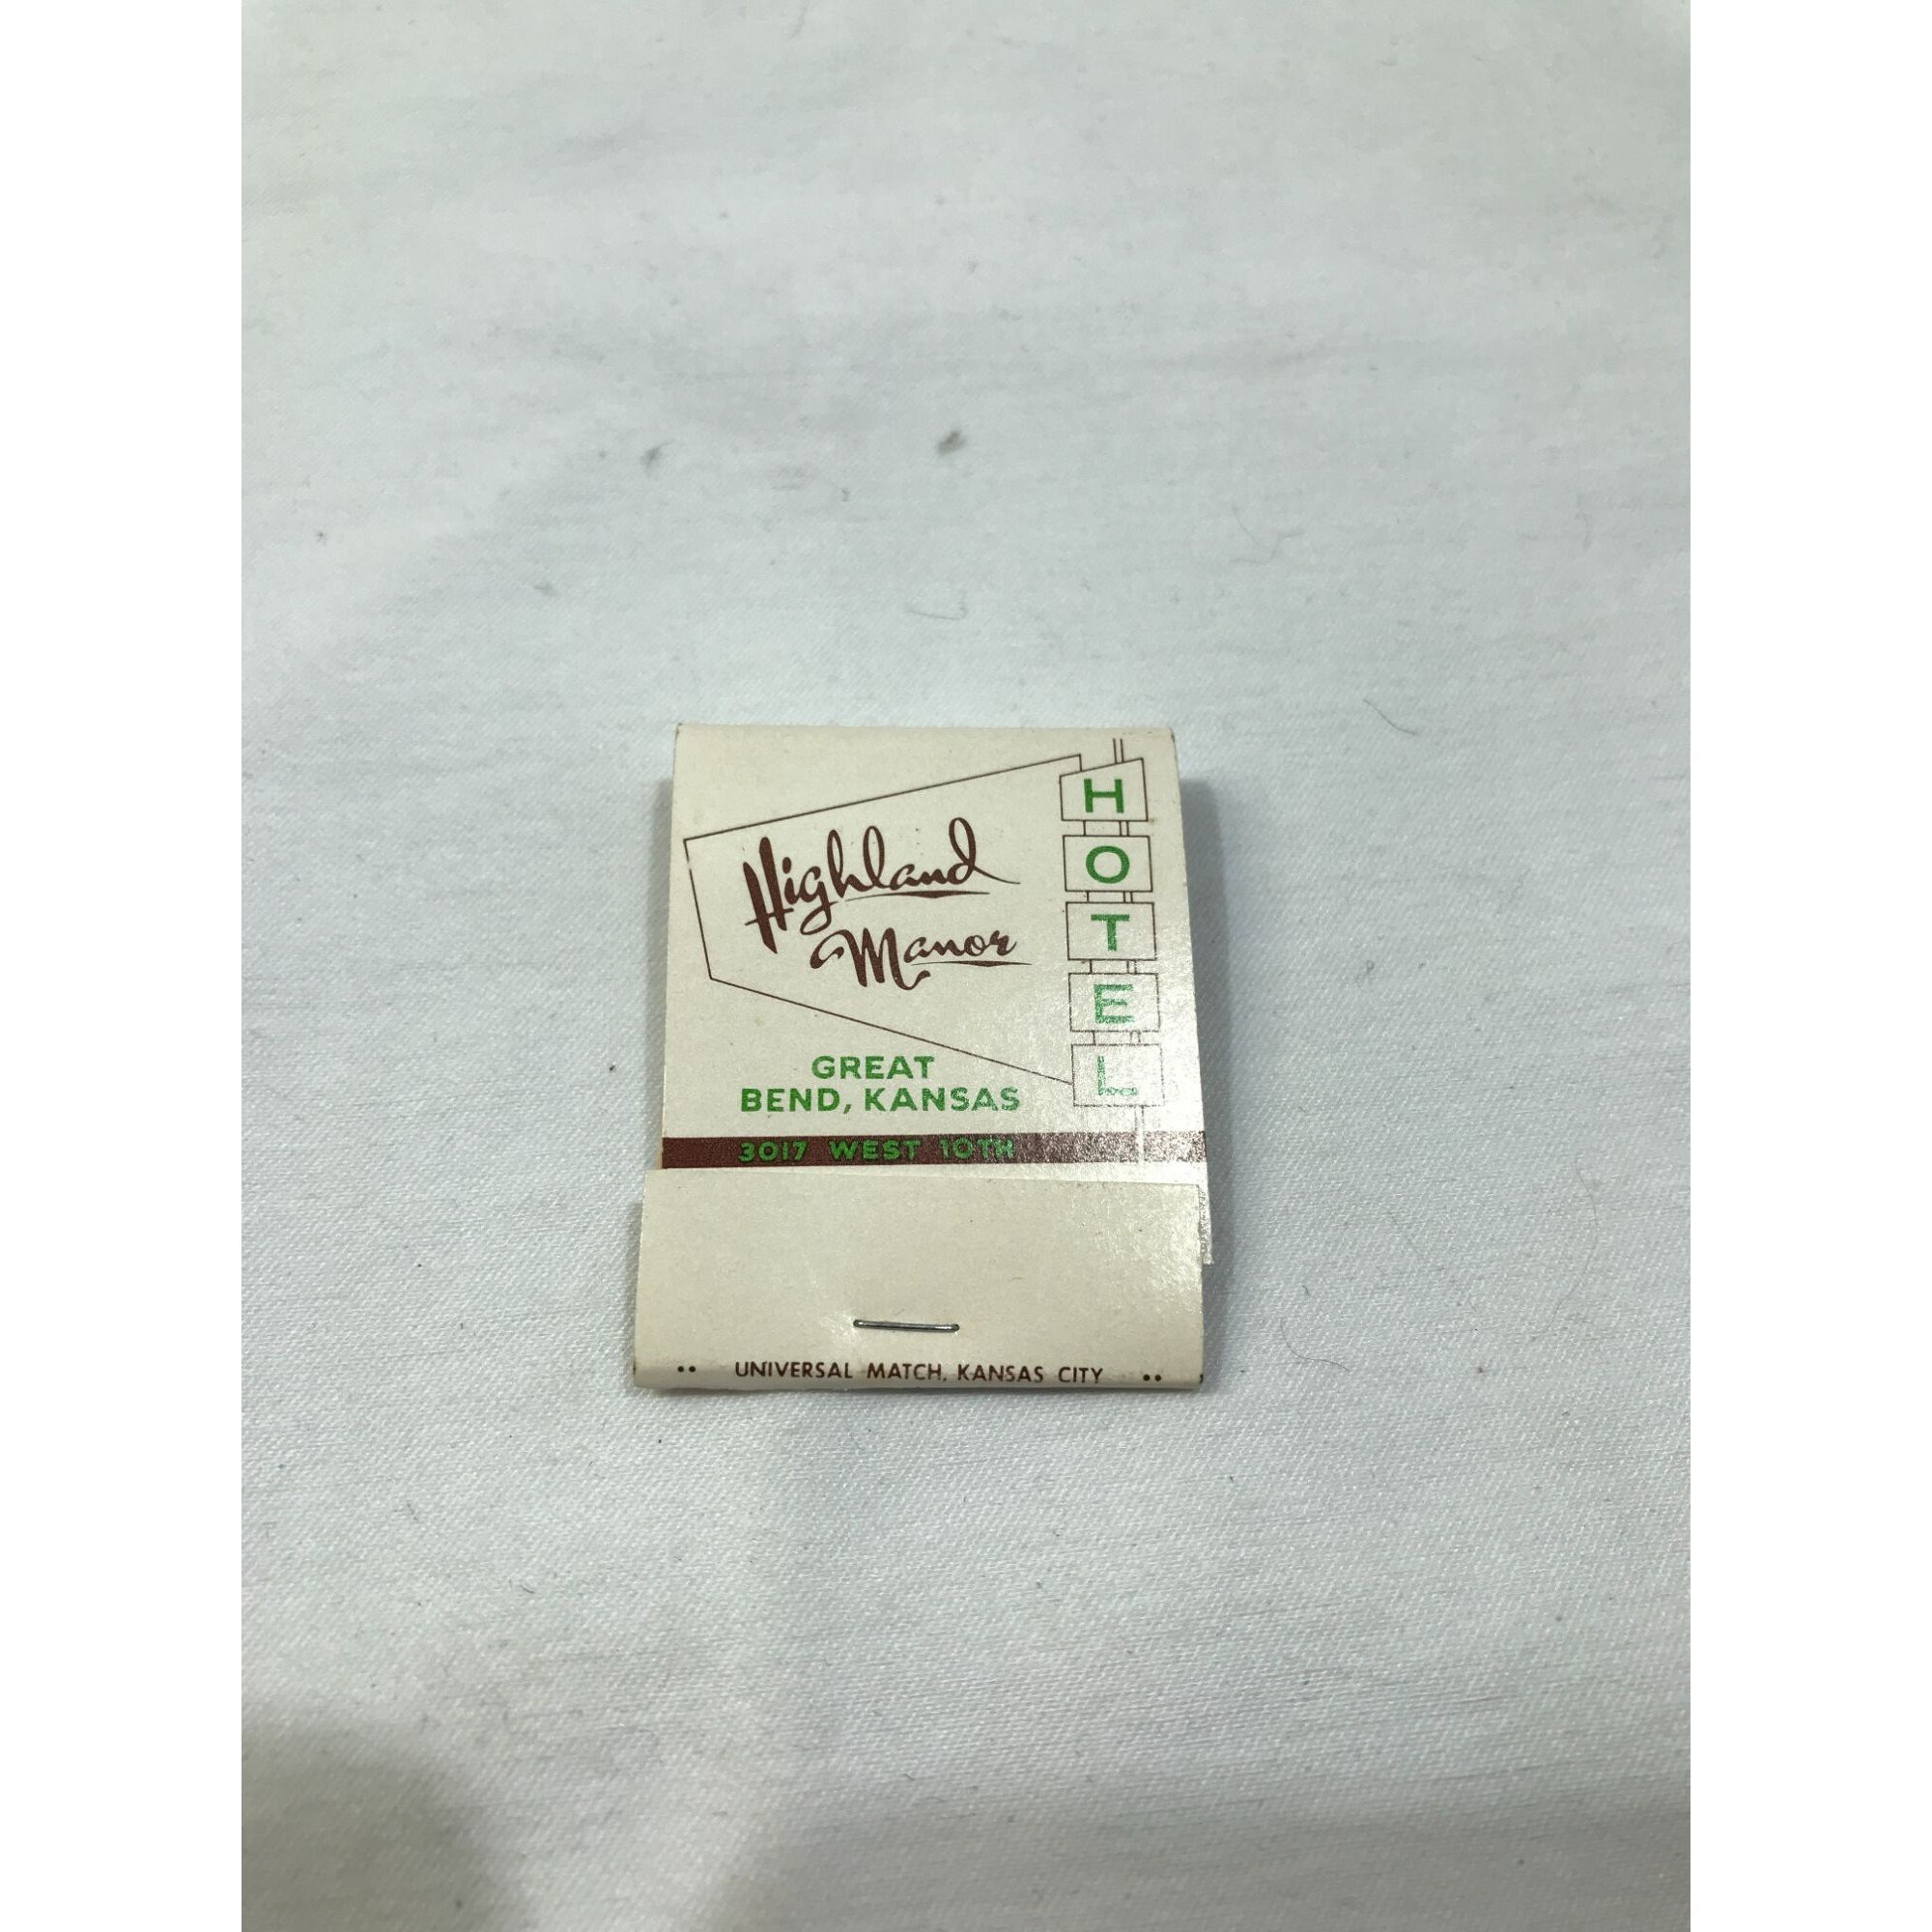 Highland
Manor
HOTEL
GREAT
BEND, KANSAS
3017 WEST 10TH
UNIVERSAL MATCH, KANSAS CITY